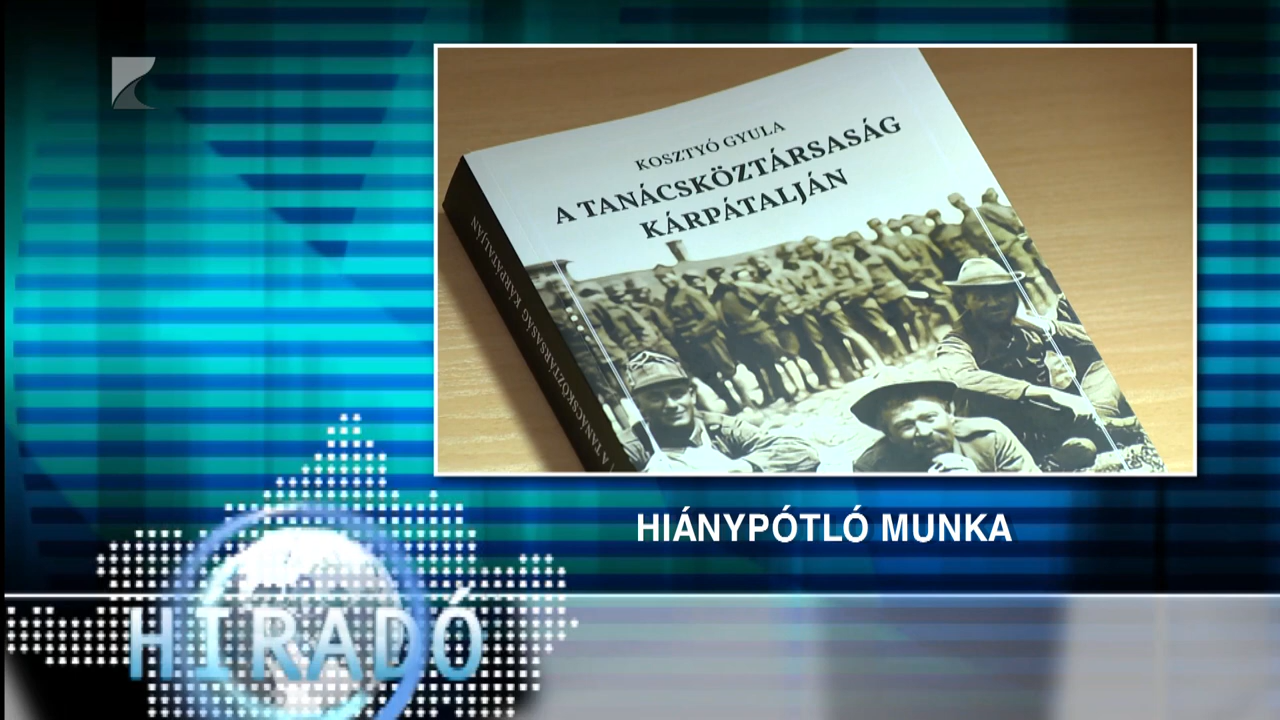 KOSZTYÓ GYULA
A TANÁCSKÖZTÁRSASÁG
KÁRPÁTALJÁN
A TANÁCSKÖZTÁRSASÁG KÁRPÁTALJÁN
HIÁNYPÓTLÓ MUNKA
HÍRADÓ